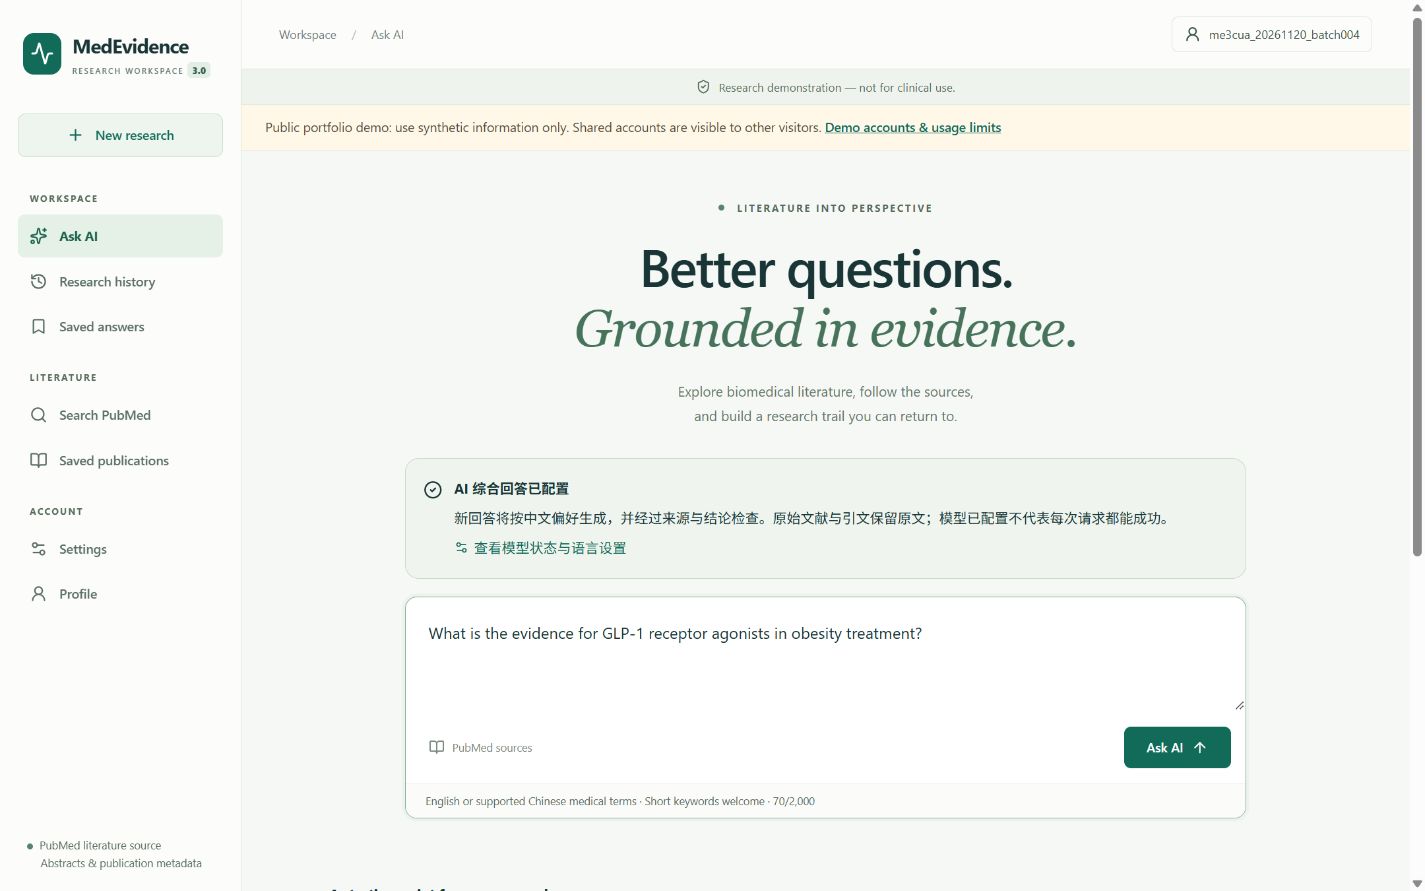 MedEvidence
RESEARCH WORKSPACE 3.0
New research
WORKSPACE
Ask AI
Research history
Saved answers
LITERATURE
Search PubMed
Saved publications
ACCOUNT
Settings
Profile
PubMed literature source
Abstracts & publication metadata
Workspace / Ask AI
me3cua_20261120_batch004
Research demonstration — not for clinical use.
Public portfolio demo: use synthetic information only. Shared accounts are visible to other visitors. Demo accounts & usage limits
LITERATURE INTO PERSPECTIVE
Better questions.
Grounded in evidence.
Explore biomedical literature, follow the sources,
and build a research trail you can return to.
AI 综合回答已配置
新回答将按中文偏好生成，并经过来源与结论检查。原始文献与引文保留原文；模型已配置不代表每次请求都能成功。
查看模型状态与语言设置
What is the evidence for GLP-1 receptor agonists in obesity treatment?
PubMed sources
Ask AI
English or supported Chinese medical terms · Short keywords welcome · 70/2,000